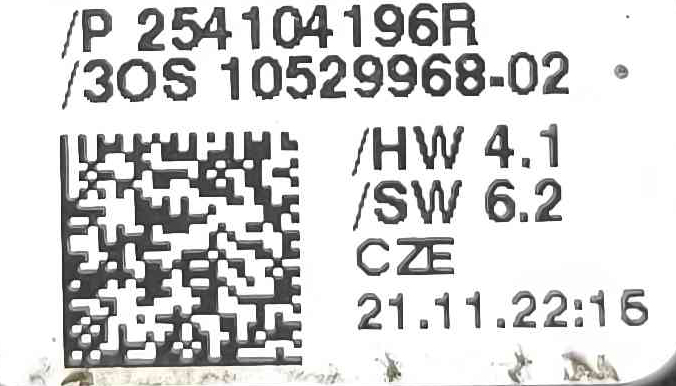 /P 254104196R
/3OS 10529968-02
/HW 4.1
/SW 6.2
CZE
21.11.22:15